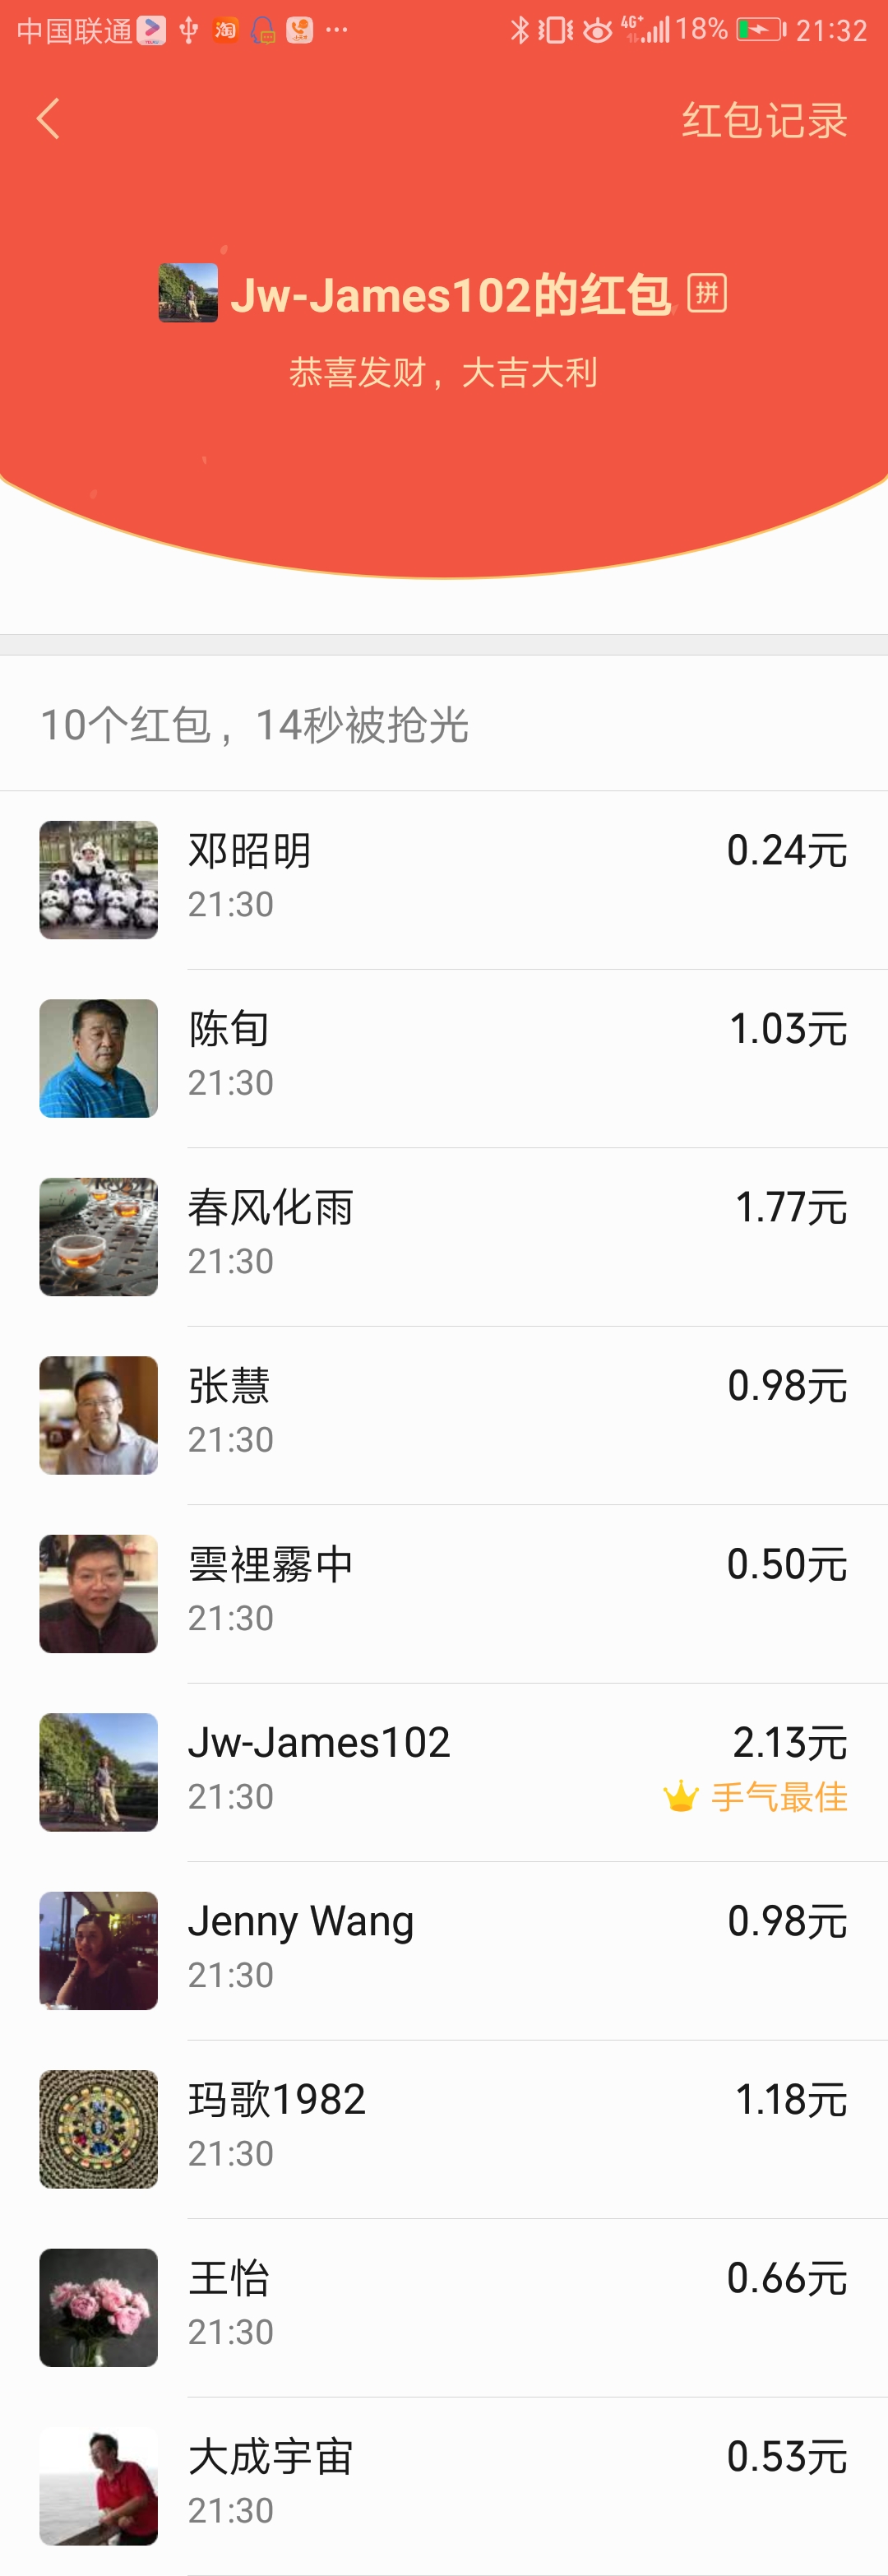 中国联通 淘 4G+ 18% 21:32
红包记录
Jw-James102的红包 拼
恭喜发财，大吉大利
10个红包，14秒被抢光
邓昭明 0.24元
21:30
陈旬 1.03元
21:30
春风化雨 1.77元
21:30
张慧 0.98元
21:30
雲裡霧中 0.50元
21:30
Jw-James102 2.13元
21:30 手气最佳
Jenny Wang 0.98元
21:30
玛歌1982 1.18元
21:30
王怡 0.66元
21:30
大成宇宙 0.53元
21:30